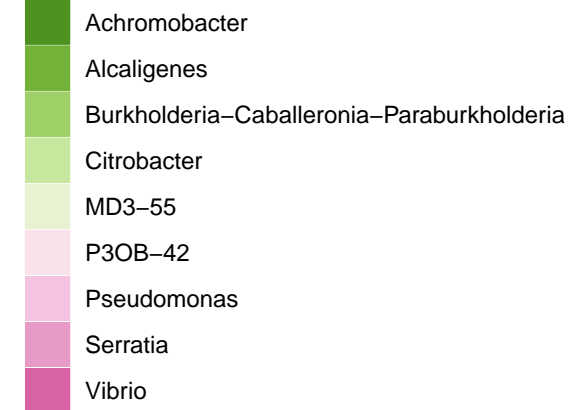 Achromobacter
Alcaligenes
Burkholderia−Caballeronia−Paraburkholderia
Citrobacter
MD3−55
P3OB−42
Pseudomonas
Serratia
Vibrio